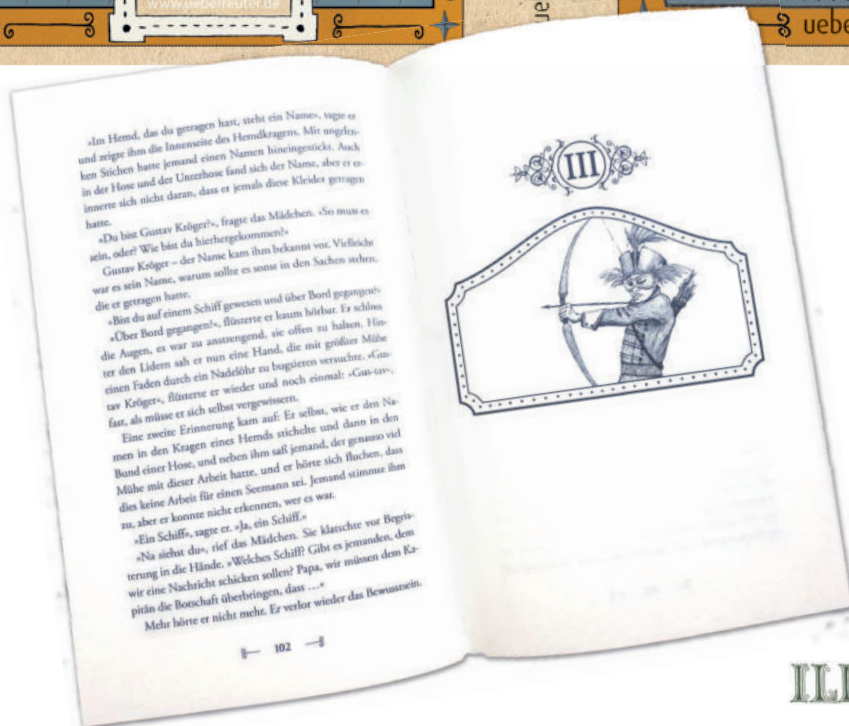 www.ueberreuter.de
ue
uebe
»Im Hemd, das du getragen hast, steht ein Name«, sagte er
und zeigte ihm die Innenseite des Hemdkragens. Mit ungelen-
ken Stichen hatte jemand einen Namen hineingestickt. Auch
in der Hose und der Unterhose fand sich der Name, aber er er-
innerte sich nicht daran, dass er jemals diese Kleider getragen
hatte.
»Du bist Gustav Kröger?«, fragte das Mädchen. »So muss es
sein, oder? Wie bist du hierhergekommen?«
Gustav Kröger – der Name kam ihm bekannt vor. Vielleicht
war es sein Name, warum sollte es sonst in den Sachen stehen,
die er getragen hatte.
»Bist du auf einem Schiff gewesen und über Bord gegangen?«
»Über Bord gegangen?«, flüsterte er kaum hörbar. Er schloss
die Augen, es war zu anstrengend, sie offen zu halten. Hin-
ter den Lidern sah er nun eine Hand, die mit größter Mühe
einen Faden durch ein Nadelöhr zu bugsieren versuchte. »Gus-
tav Kröger«, flüsterte er wieder und noch einmal: »Gus-tav«,
fast, als müsse er sich selbst vergewissern.
Eine zweite Erinnerung kam auf: Er selbst, wie er den Na-
men in den Kragen eines Hemds stichelte und dann in den
Bund einer Hose, und neben ihm saß jemand, der genauso viel
Mühe mit dieser Arbeit hatte, und er hörte sich fluchen, dass
dies keine Arbeit für einen Seemann sei. Jemand stimmte ihm
zu, aber er konnte nicht erkennen, wer es war.
»Ein Schiff«, sagte er. »Ja, ein Schiff.«
»Na siehst du«, rief das Mädchen. Sie klatschte vor Begeis-
terung in die Hände. »Welches Schiff? Gibt es jemanden, dem
wir eine Nachricht schicken sollen? Papa, wir müssen dem Ka-
pitän die Botschaft überbringen, dass …«
Mehr hörte er nicht mehr. Er verlor wieder das Bewusstsein.
102
III